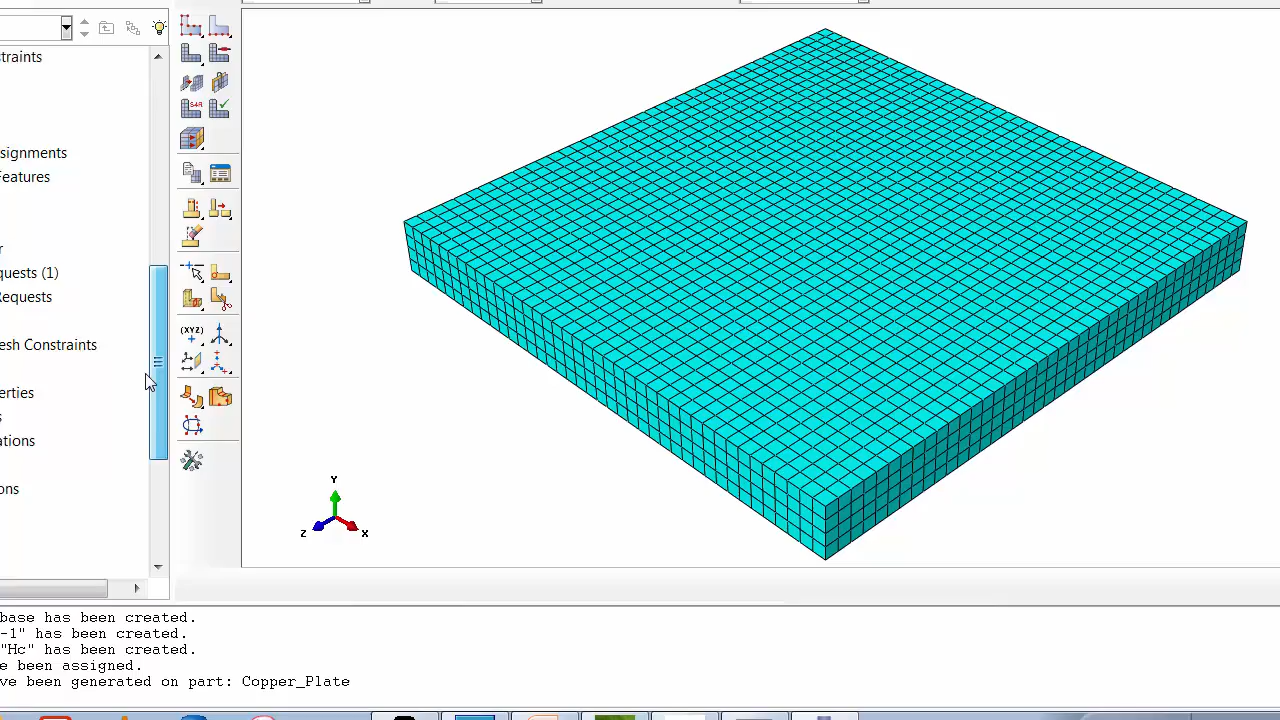 traints
signments
Features
r
quests (1)
Requests
esh Constraints
erties
s
ations
ons
S4R
(XYZ)
Y
Z
X
base has been created.
-1" has been created.
"Hc" has been created.
e been assigned.
ve been generated on part: Copper_Plate